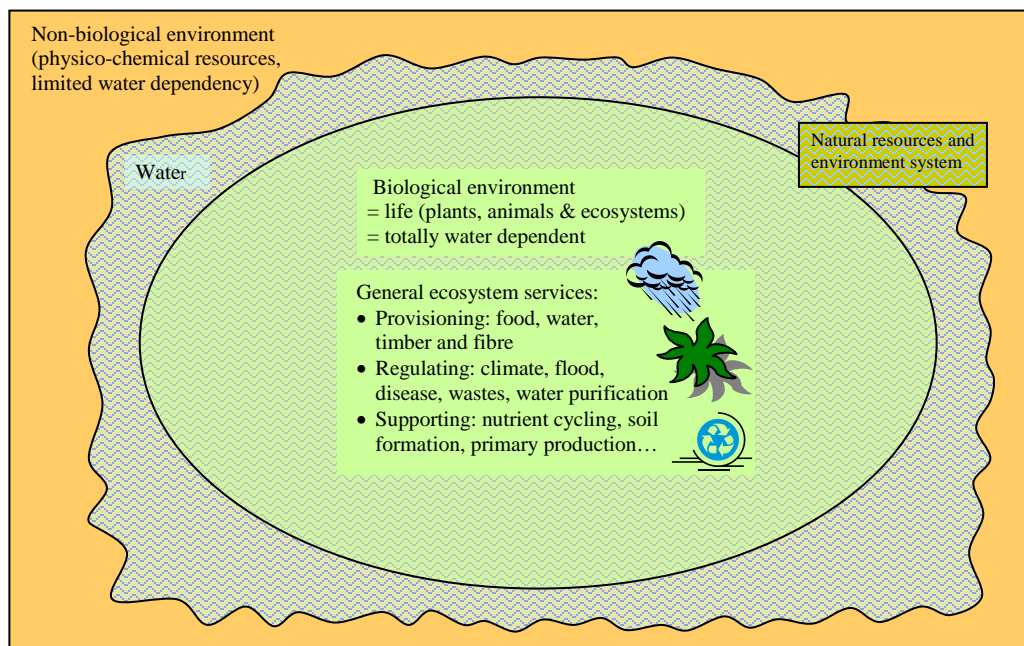 Non-biological environment
(physico-chemical resources,
limited water dependency)
Natural resources and
environment system
Water
Biological environment
= life (plants, animals & ecosystems)
= totally water dependent
General ecosystem services:
• Provisioning: food, water,
timber and fibre
• Regulating: climate, flood,
disease, wastes, water purification
• Supporting: nutrient cycling, soil
formation, primary production…